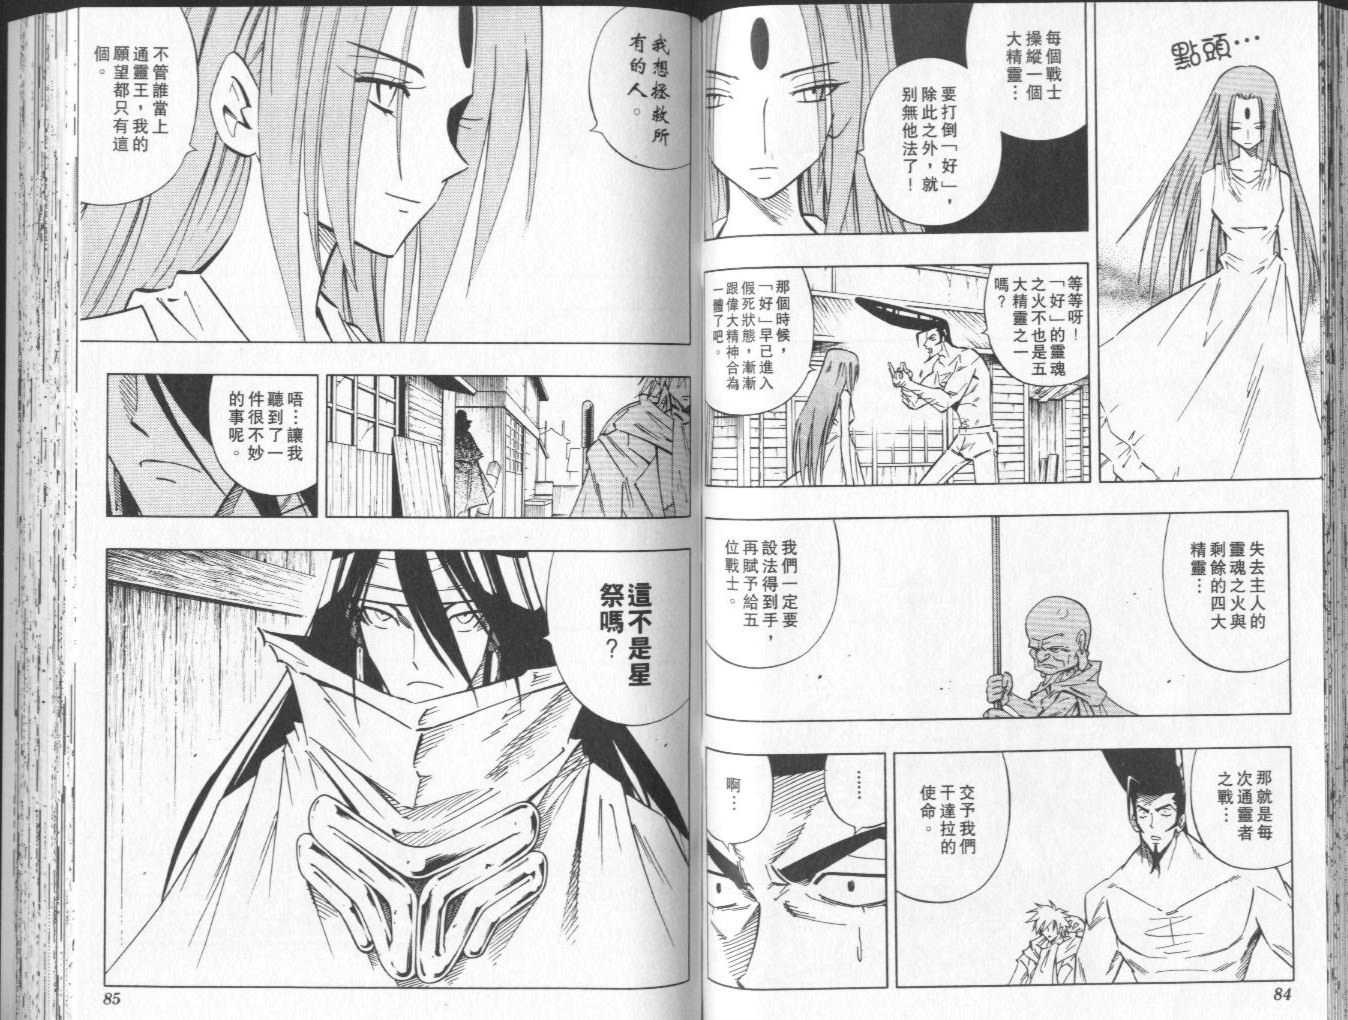 點頭…
每個戰士
操縱一個
大精靈…
要打倒「好」，
除此之外，就
別無他法了！
等等呀！
「好」的靈魂
之火不也是五
大精靈之一
嗎？
那個時候，
「好」早已進入
假死狀態，漸漸
跟偉大精神合為
一體了吧。
失去主人的
靈魂之火與
剩餘的四大
精靈…
我們一定要
設法得到手，
再賦予給五
位戰士。
那就是每
次通靈者
之戰…
交予我們
干達拉的
使命。
……
啊…
84
我想拯救所
有的人。
不管誰當上
通靈王，我的
願望都只有這
個。
唔…讓我
聽到了一
件很不妙
的事呢。
這不是星
祭嗎？
85